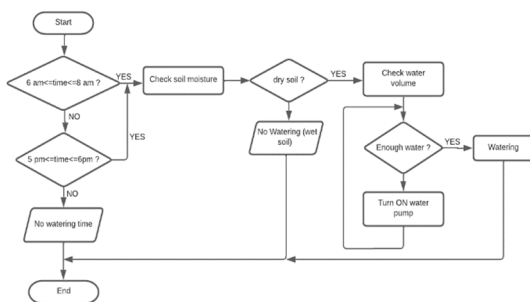 Start
6 am<=time<=8 am ?
YES
Check soil moisture
dry soil ?
YES
Check water
volume
NO
YES
No Watering (wet
soil)
Enough water ?
YES
Watering
5 pm<=time<=6pm ?
NO
Turn ON water
pump
No watering time
End